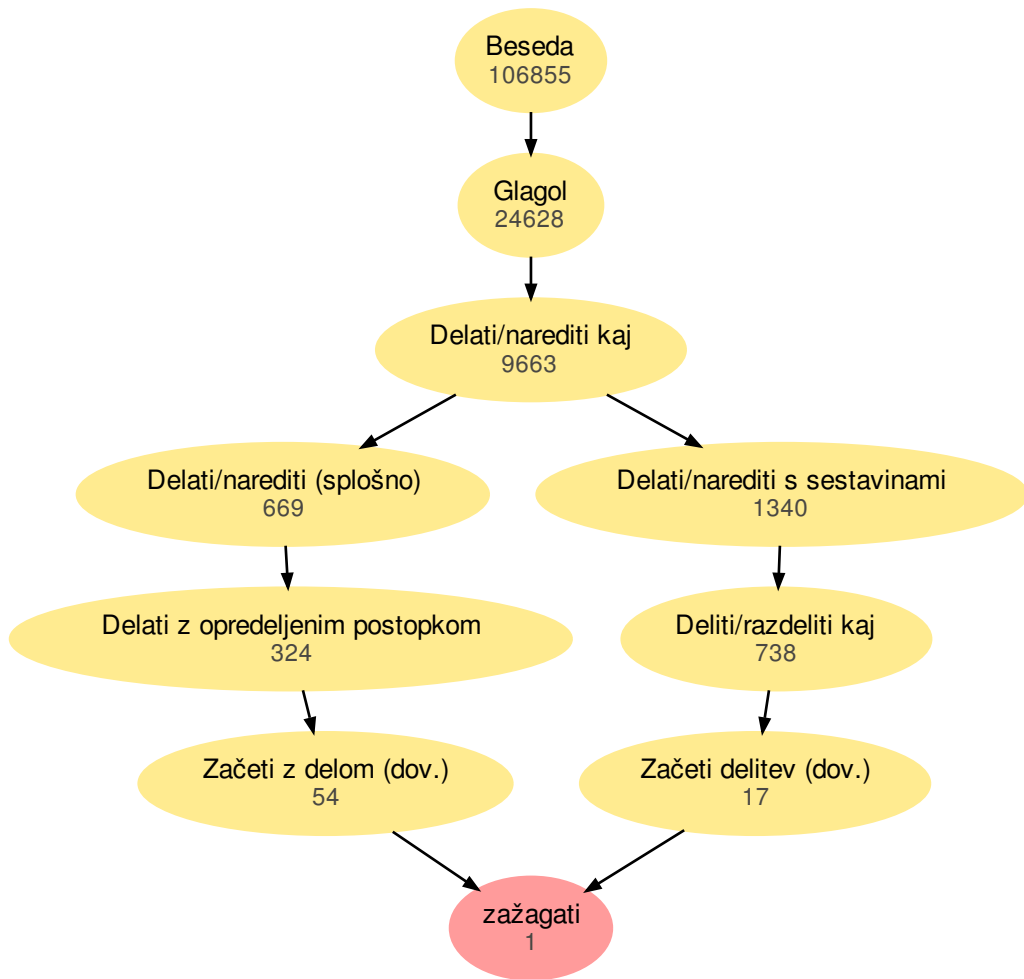 Beseda
106855
Glagol
24628
Delati/narediti kaj
9663
Delati/narediti (splošno)
669
Delati/narediti s sestavinami
1340
Delati z opredeljenim postopkom
324
Deliti/razdeliti kaj
738
Začeti z delom (dov.)
54
Začeti delitev (dov.)
17
zažagati
1